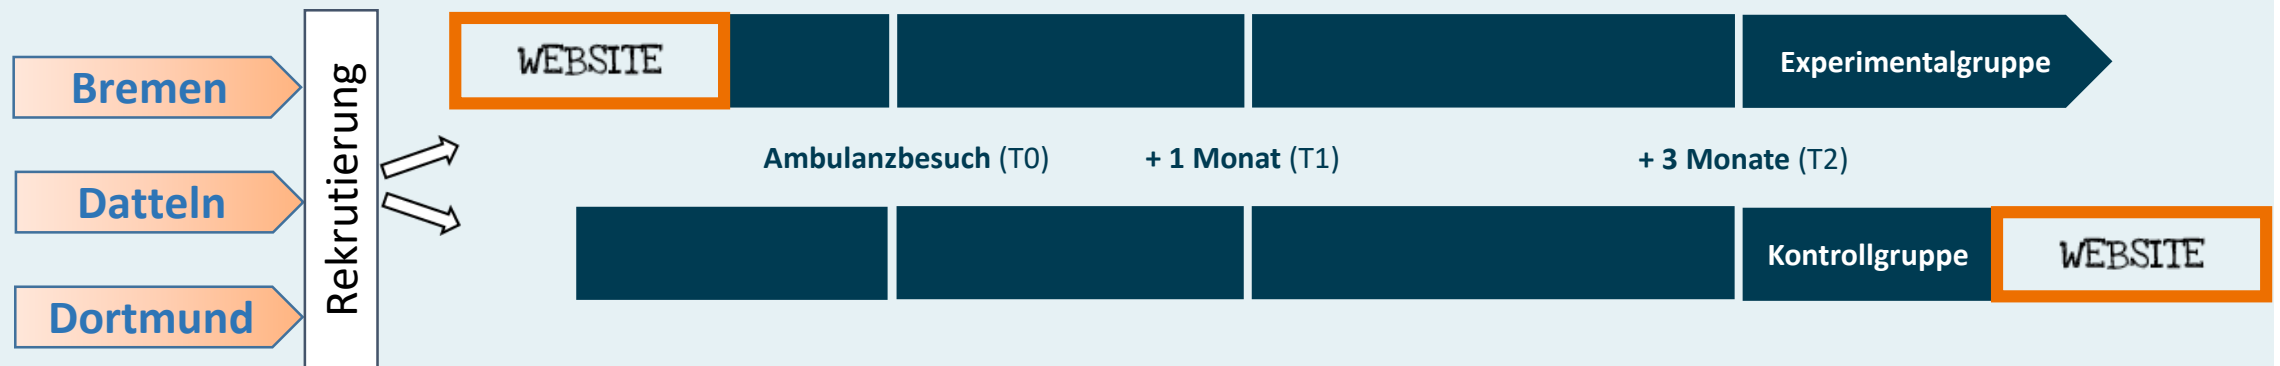 Bremen
Datteln
Dortmund
Rekrutierung
WEBSITE
Experimentalgruppe
Ambulanzbesuch (T0)
+ 1 Monat (T1)
+ 3 Monate (T2)
Kontrollgruppe
WEBSITE